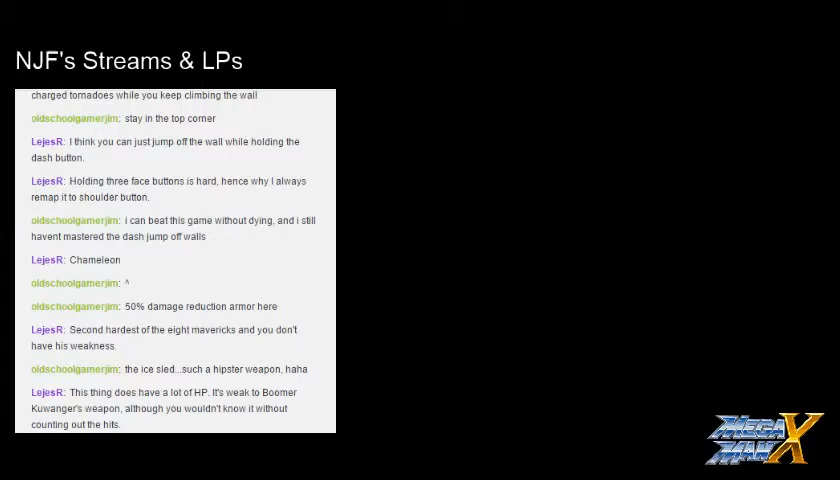 NJF's Streams & LPs
charged tornadoes while you keep climbing the wall
oldschoolgamerjim: stay in the top corner
LejesR: I think you can just jump off the wall while holding the
dash button.
LejesR: Holding three face buttons is hard, hence why I always
remap it to shoulder button.
oldschoolgamerjim: i can beat this game without dying, and i still
havent mastered the dash jump off walls
LejesR: Chameleon
oldschoolgamerjim: ^
oldschoolgamerjim: 50% damage reduction armor here
LejesR: Second hardest of the eight mavericks and you don't
have his weakness.
oldschoolgamerjim: the ice sled...such a hipster weapon, haha
LejesR: This thing does have a lot of HP. It's weak to Boomer
Kuwanger's weapon, although you wouldn't know it without
counting out the hits.
MEGA
MAN X